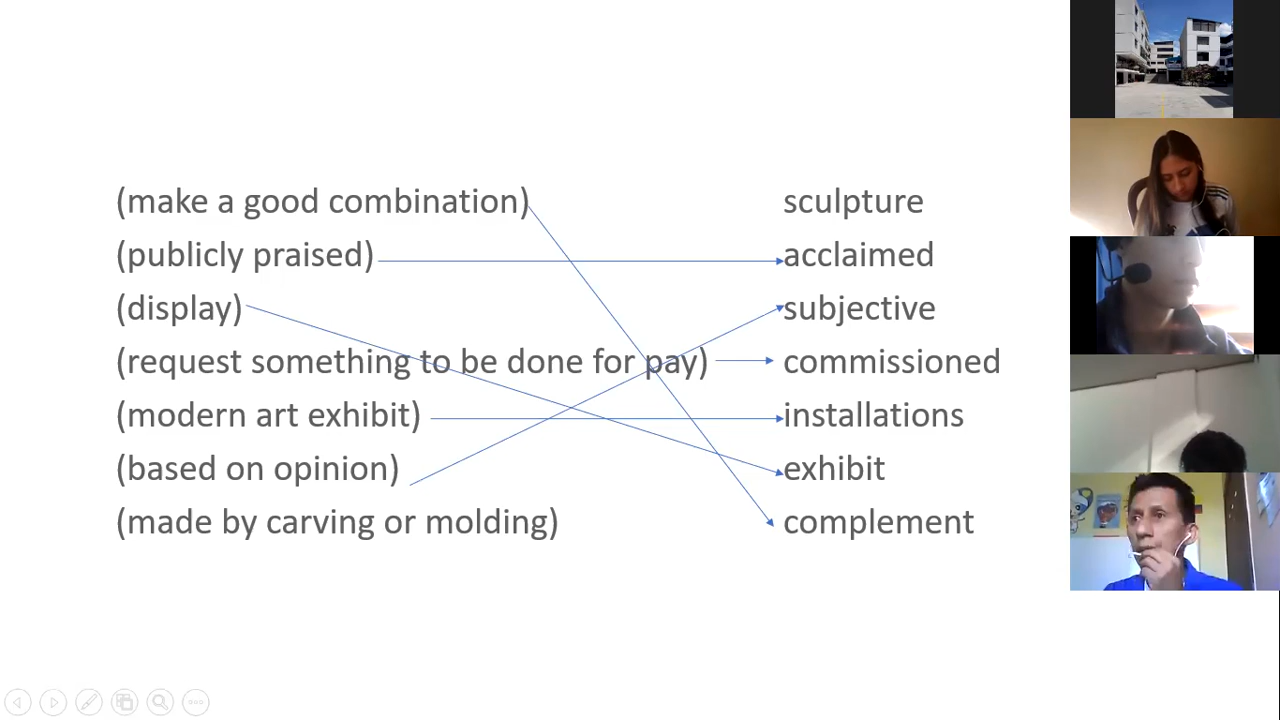 (make a good combination) sculpture
(publicly praised) acclaimed
(display) subjective
(request something to be done for pay) commissioned
(modern art exhibit) installations
(based on opinion) exhibit
(made by carving or molding) complement